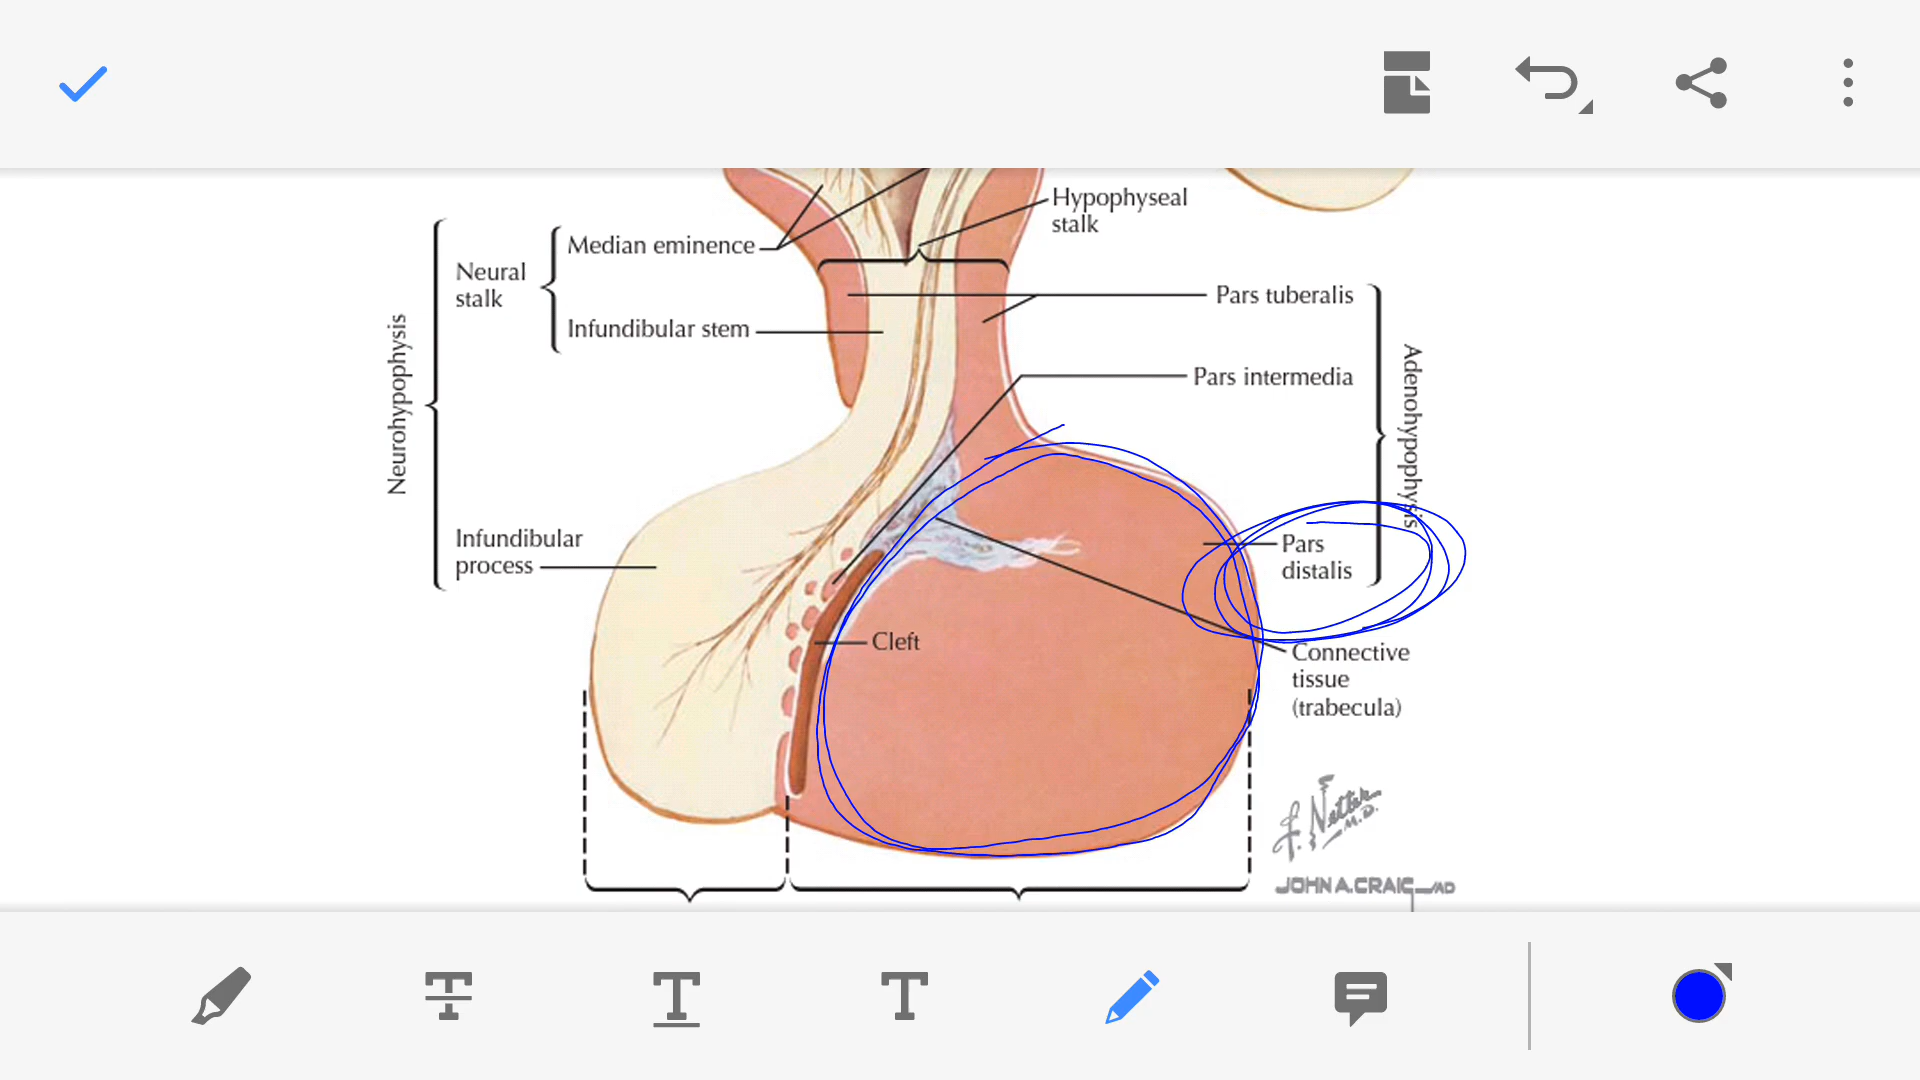 Hypophyseal
stalk
Median eminence
Neural
stalk
Infundibular stem
Pars tuberalis
Pars intermedia
Neurohypophysis
Adenohypophysis
Infundibular
process
Pars
distalis
Cleft
Connective
tissue
(trabecula)
F. Netter
M.D.
JOHN A. CRAIG—MD
T
T
T